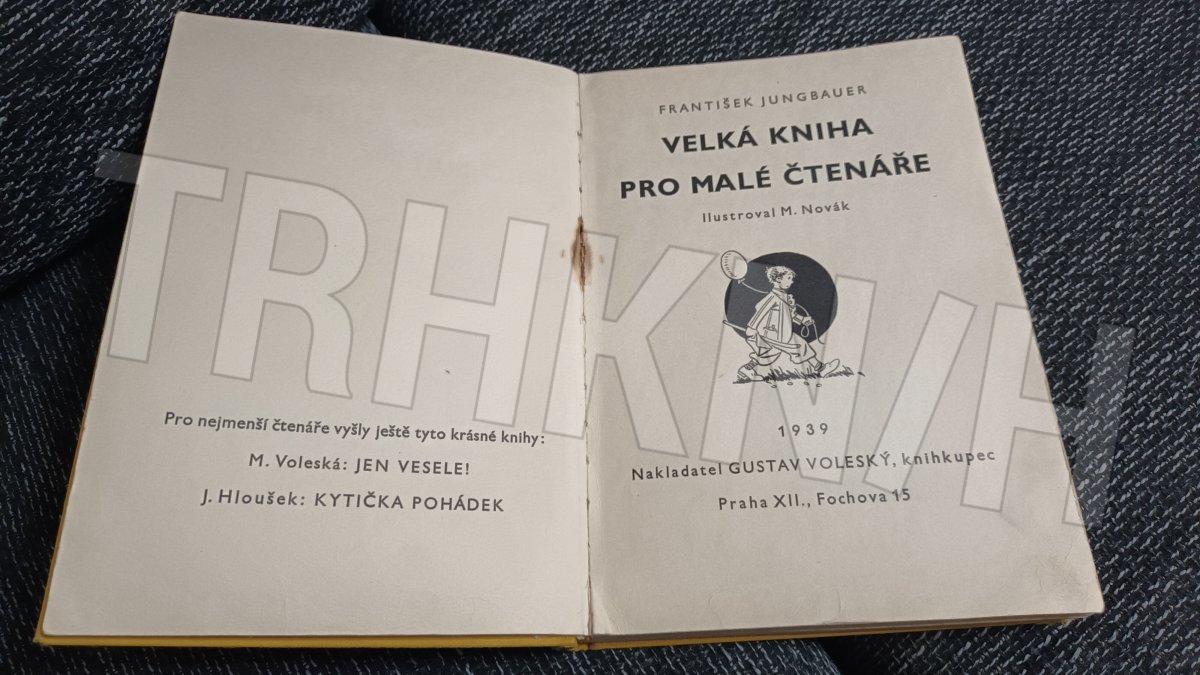 Pro nejmenší čtenáře vyšly ještě tyto krásné knihy:
M. Voleská: JEN VESELE!
J. Hloušek: KYTIČKA POHÁDEK
FRANTIŠEK JUNGBAUER
VELKÁ KNIHA
PRO MALÉ ČTENÁŘE
Ilustroval M. Novák
1939
Nakladatel GUSTAV VOLESKÝ, knihkupec
Praha XII., Fochova 15
TRHKNIH